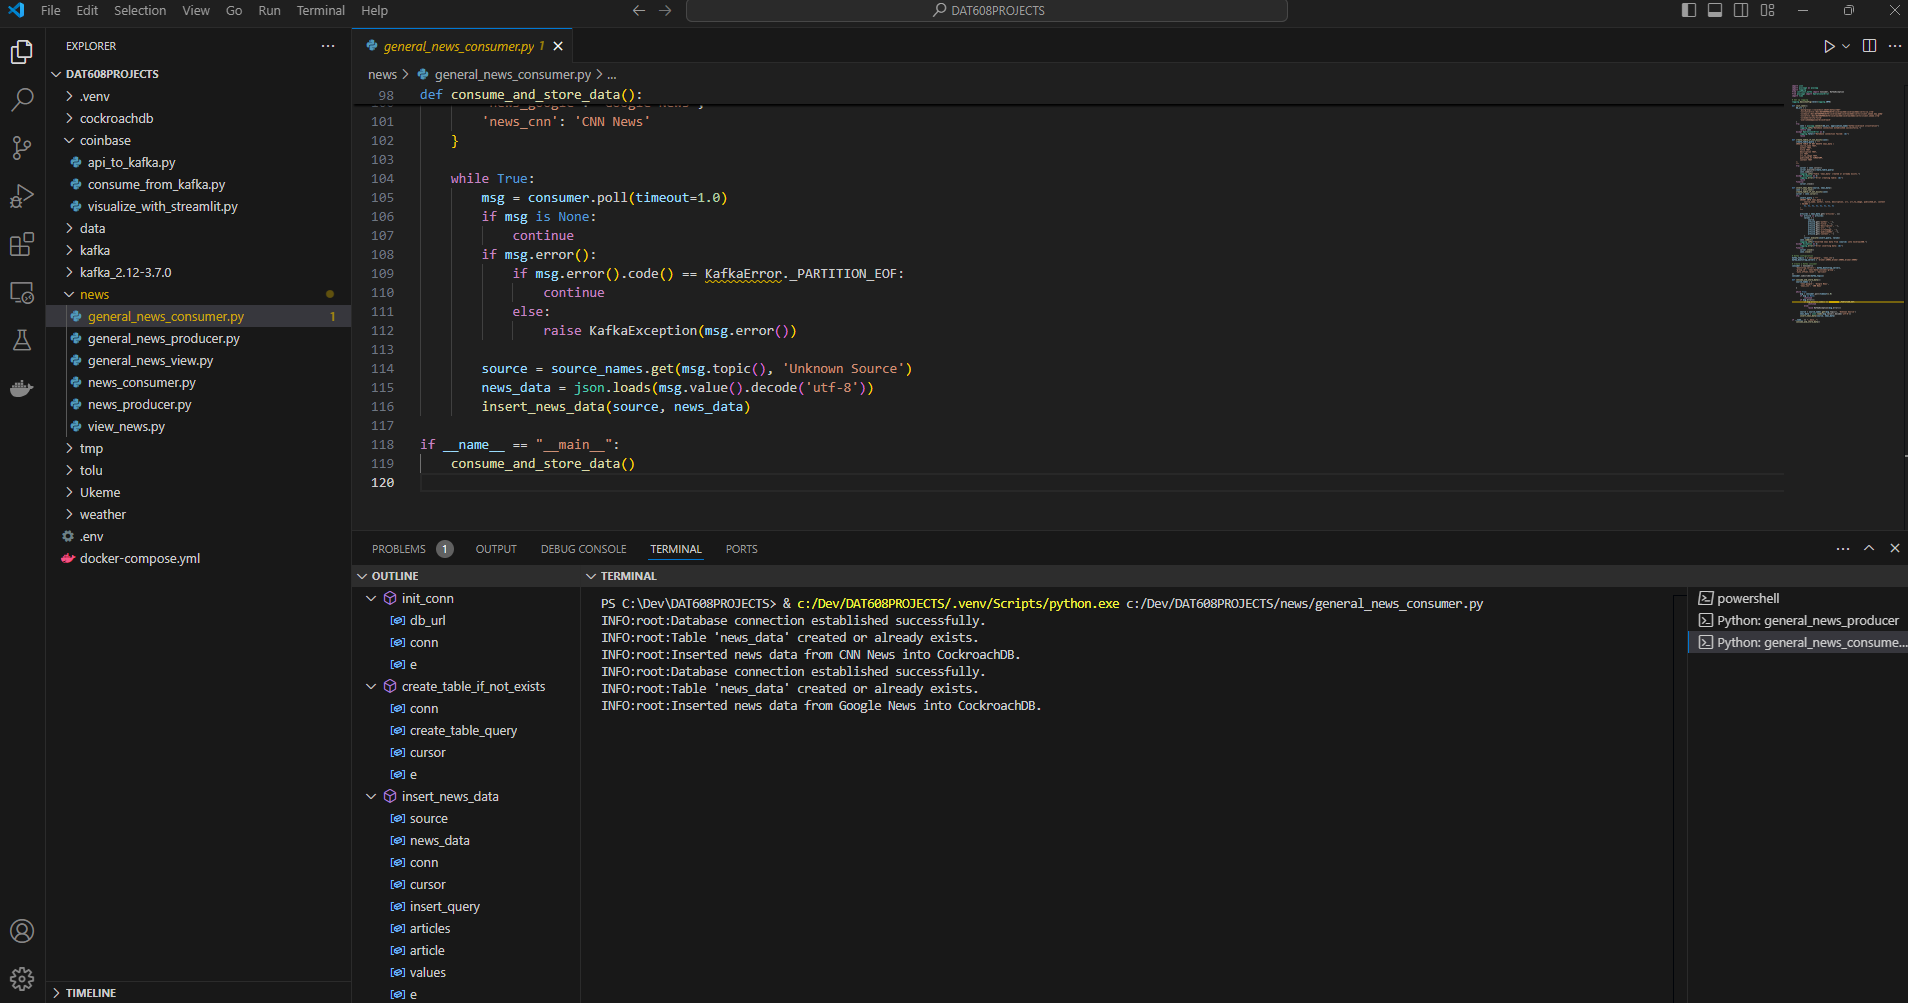 File Edit Selection View Go Run Terminal Help
DAT608PROJECTS
EXPLORER
DAT608PROJECTS
.venv
cockroachdb
coinbase
api_to_kafka.py
consume_from_kafka.py
visualize_with_streamlit.py
data
kafka
kafka_2.12-3.7.0
news
general_news_consumer.py 1
general_news_producer.py
general_news_view.py
news_consumer.py
news_producer.py
view_news.py
tmp
tolu
Ukeme
weather
.env
docker-compose.yml
TIMELINE
general_news_consumer.py 1
news > general_news_consumer.py > ...
98 def consume_and_store_data():
101 'news_cnn': 'CNN News'
102 }
103
104 while True:
105 msg = consumer.poll(timeout=1.0)
106 if msg is None:
107 continue
108 if msg.error():
109 if msg.error().code() == KafkaError._PARTITION_EOF:
110 continue
111 else:
112 raise KafkaException(msg.error())
113
114 source = source_names.get(msg.topic(), 'Unknown Source')
115 news_data = json.loads(msg.value().decode('utf-8'))
116 insert_news_data(source, news_data)
117
118 if __name__ == "__main__":
119 consume_and_store_data()
120
PROBLEMS 1 OUTPUT DEBUG CONSOLE TERMINAL PORTS
OUTLINE
init_conn
db_url
conn
e
create_table_if_not_exists
conn
create_table_query
cursor
e
insert_news_data
source
news_data
conn
cursor
insert_query
articles
article
values
e
TERMINAL
PS C:\Dev\DAT608PROJECTS> & c:/Dev/DAT608PROJECTS/.venv/Scripts/python.exe c:/Dev/DAT608PROJECTS/news/general_news_consumer.py
INFO:root:Database connection established successfully.
INFO:root:Table 'news_data' created or already exists.
INFO:root:Inserted news data from CNN News into CockroachDB.
INFO:root:Database connection established successfully.
INFO:root:Table 'news_data' created or already exists.
INFO:root:Inserted news data from Google News into CockroachDB.
powershell
Python: general_news_producer
Python: general_news_consume...